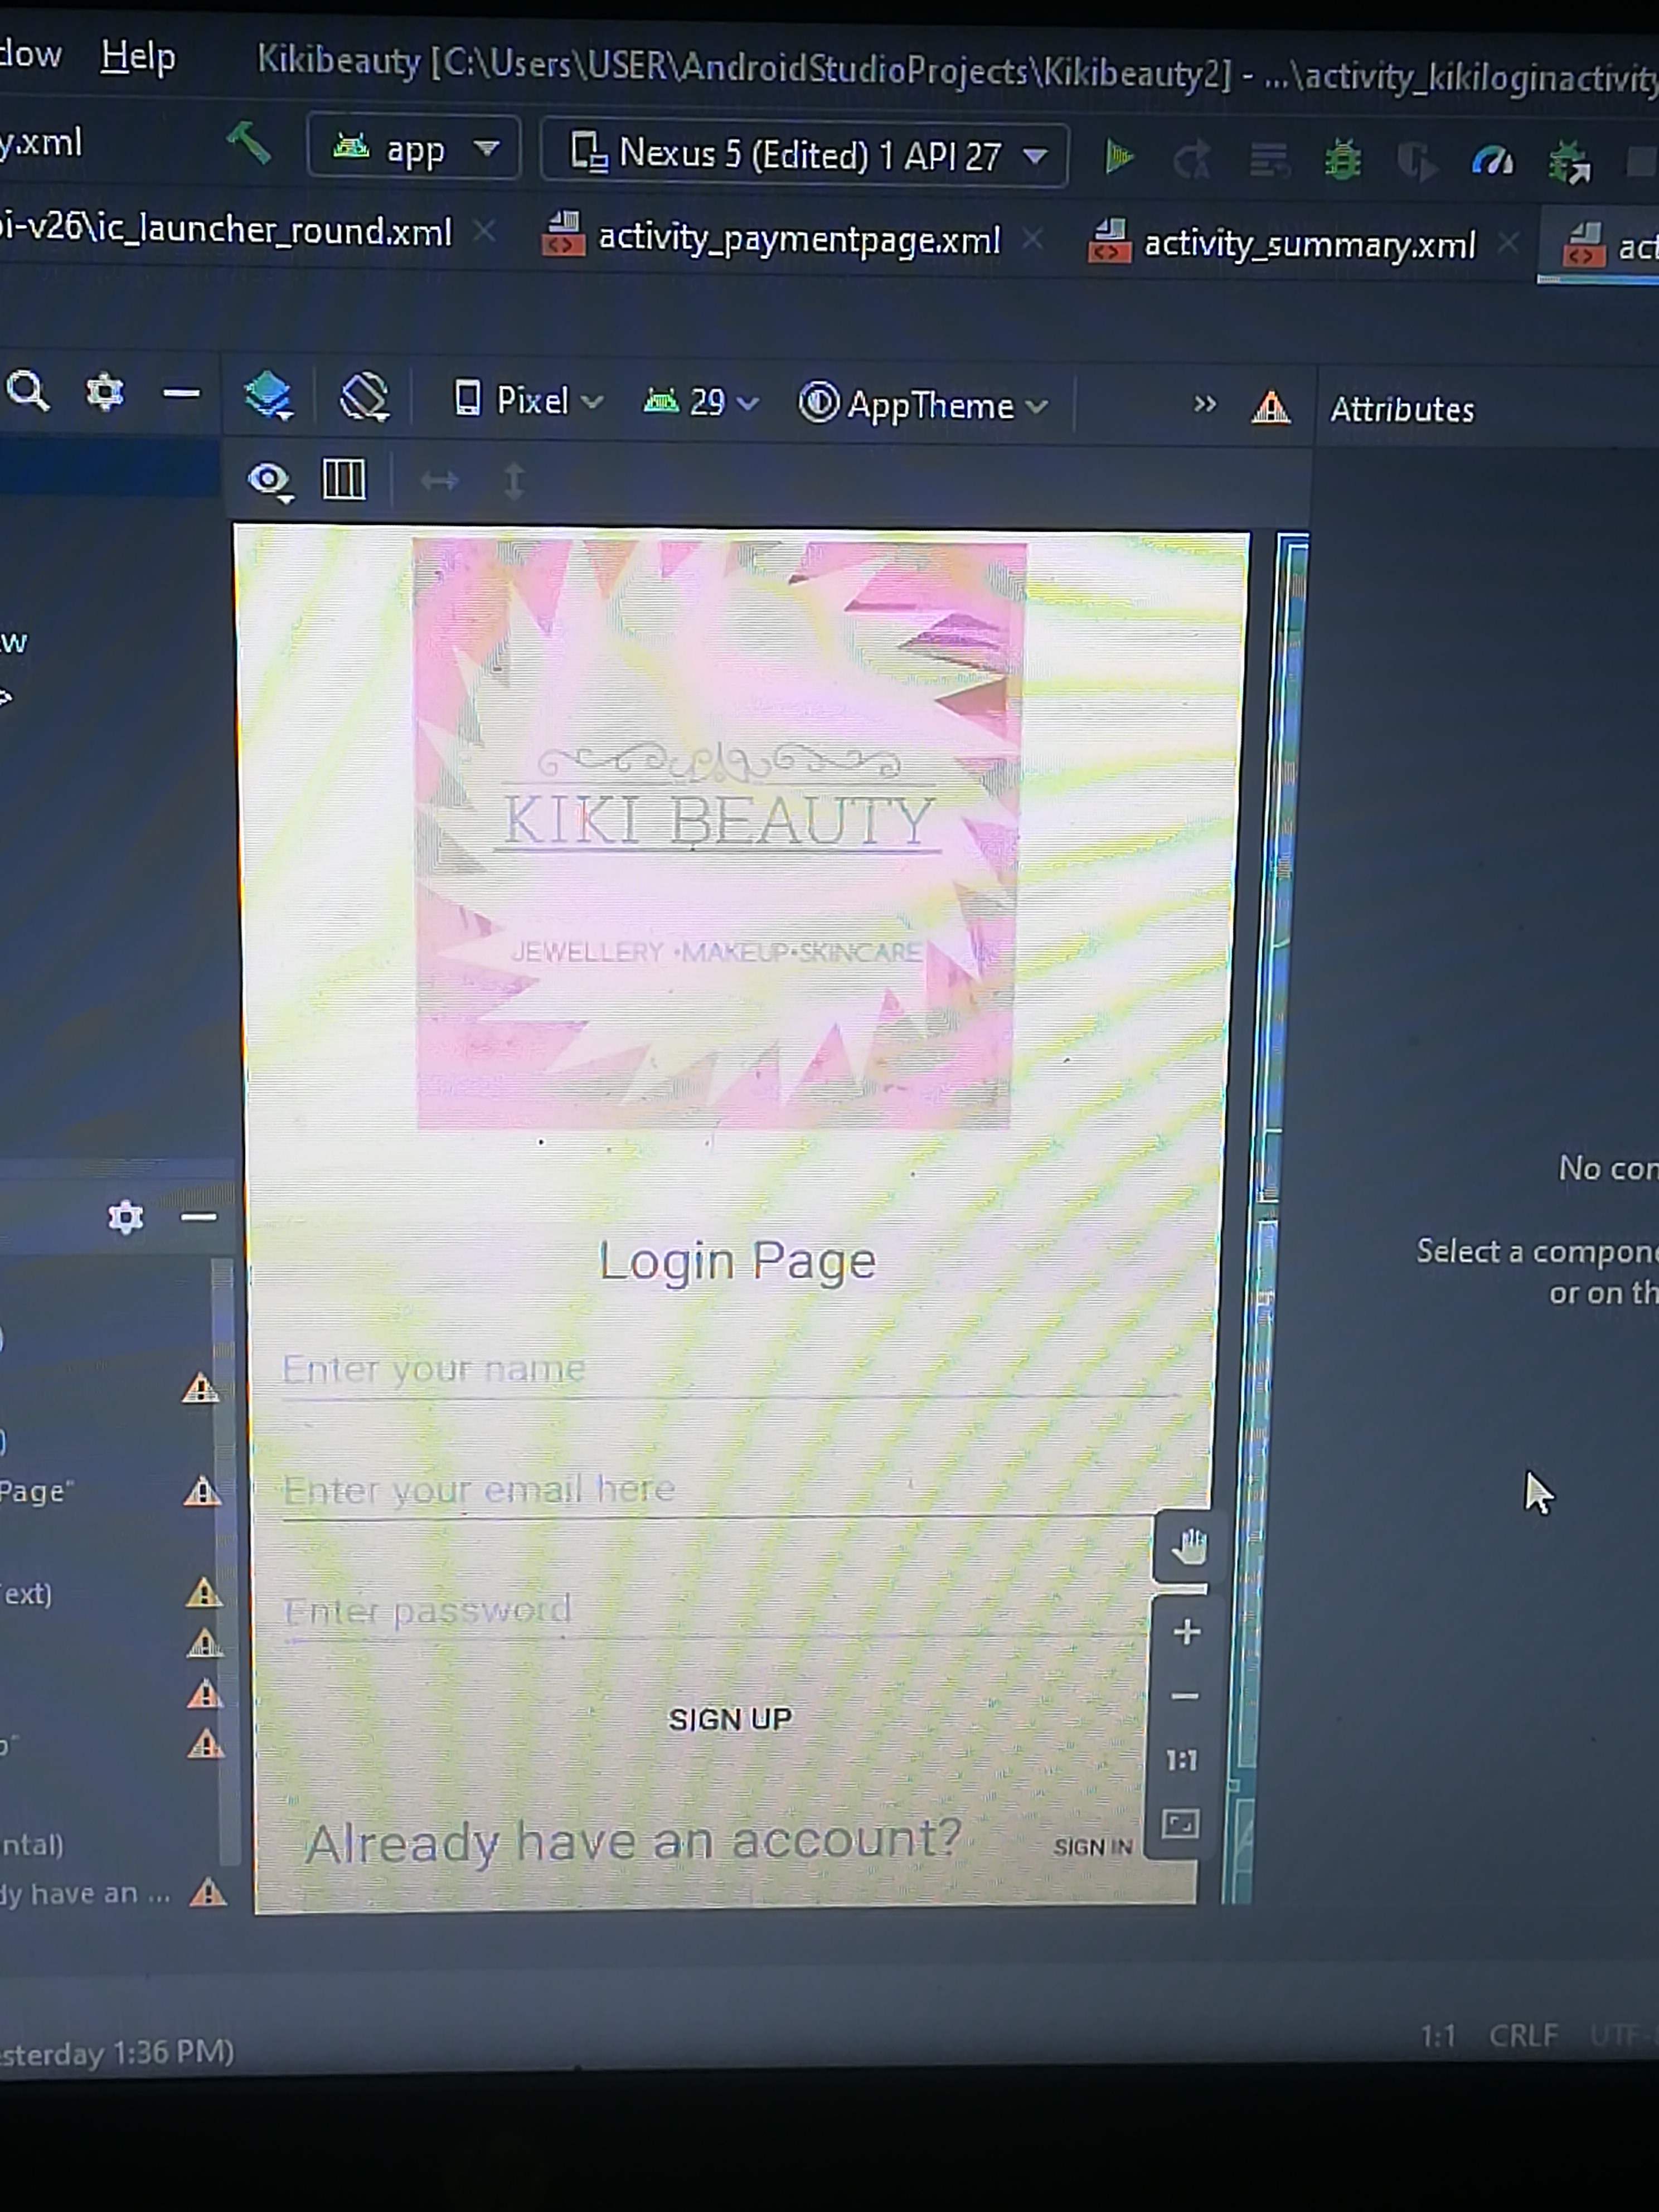 Help Kikibeauty [C:\Users\USER\AndroidStudioProjects\Kikibeauty2] - ...\activity_kikiloginactivity
y.xml app Nexus 5 (Edited) 1 API 27
ic_launcher_round.xml activity_paymentpage.xml activity_summary.xml act
Pixel 29 AppTheme Attributes
KIKI BEAUTY
JEWELLERY •MAKEUP•SKINCARE
No con
Login Page
Select a compone
or on th
Enter your name
Enter your email here
Page"
Enter password
ext)
SIGN UP
1:1
Already have an account? SIGN IN
ntal)
dy have an ...
sterday 1:36 PM)
1:1 CRLF UTF-